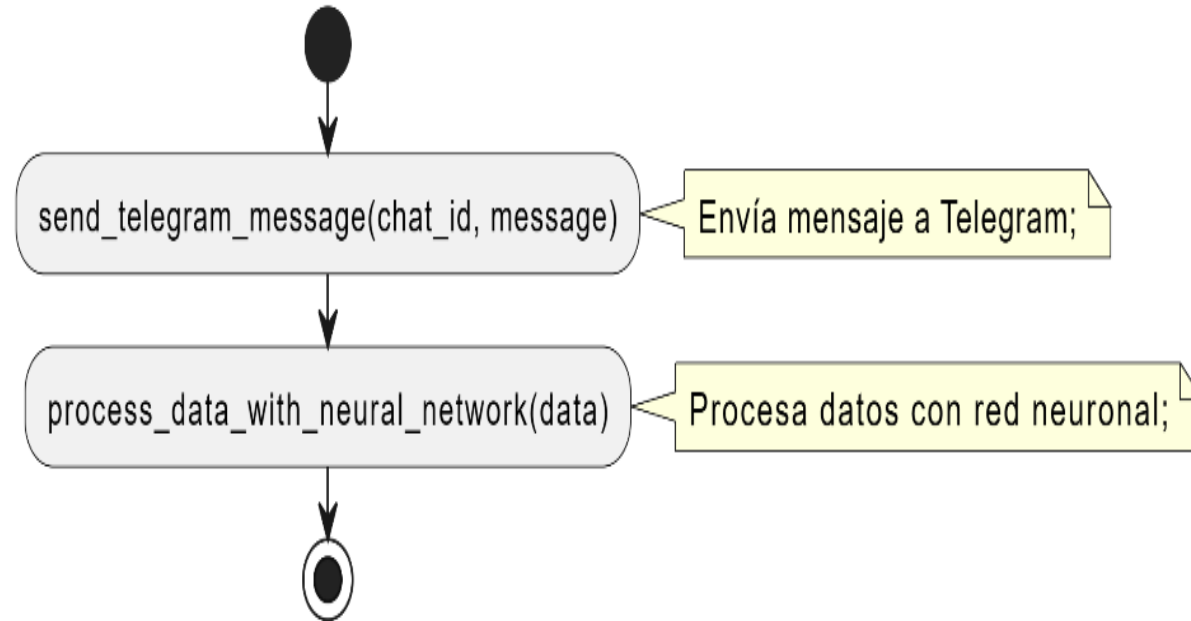 send_telegram_message(chat_id, message)
Envía mensaje a Telegram;
process_data_with_neural_network(data)
Procesa datos con red neuronal;